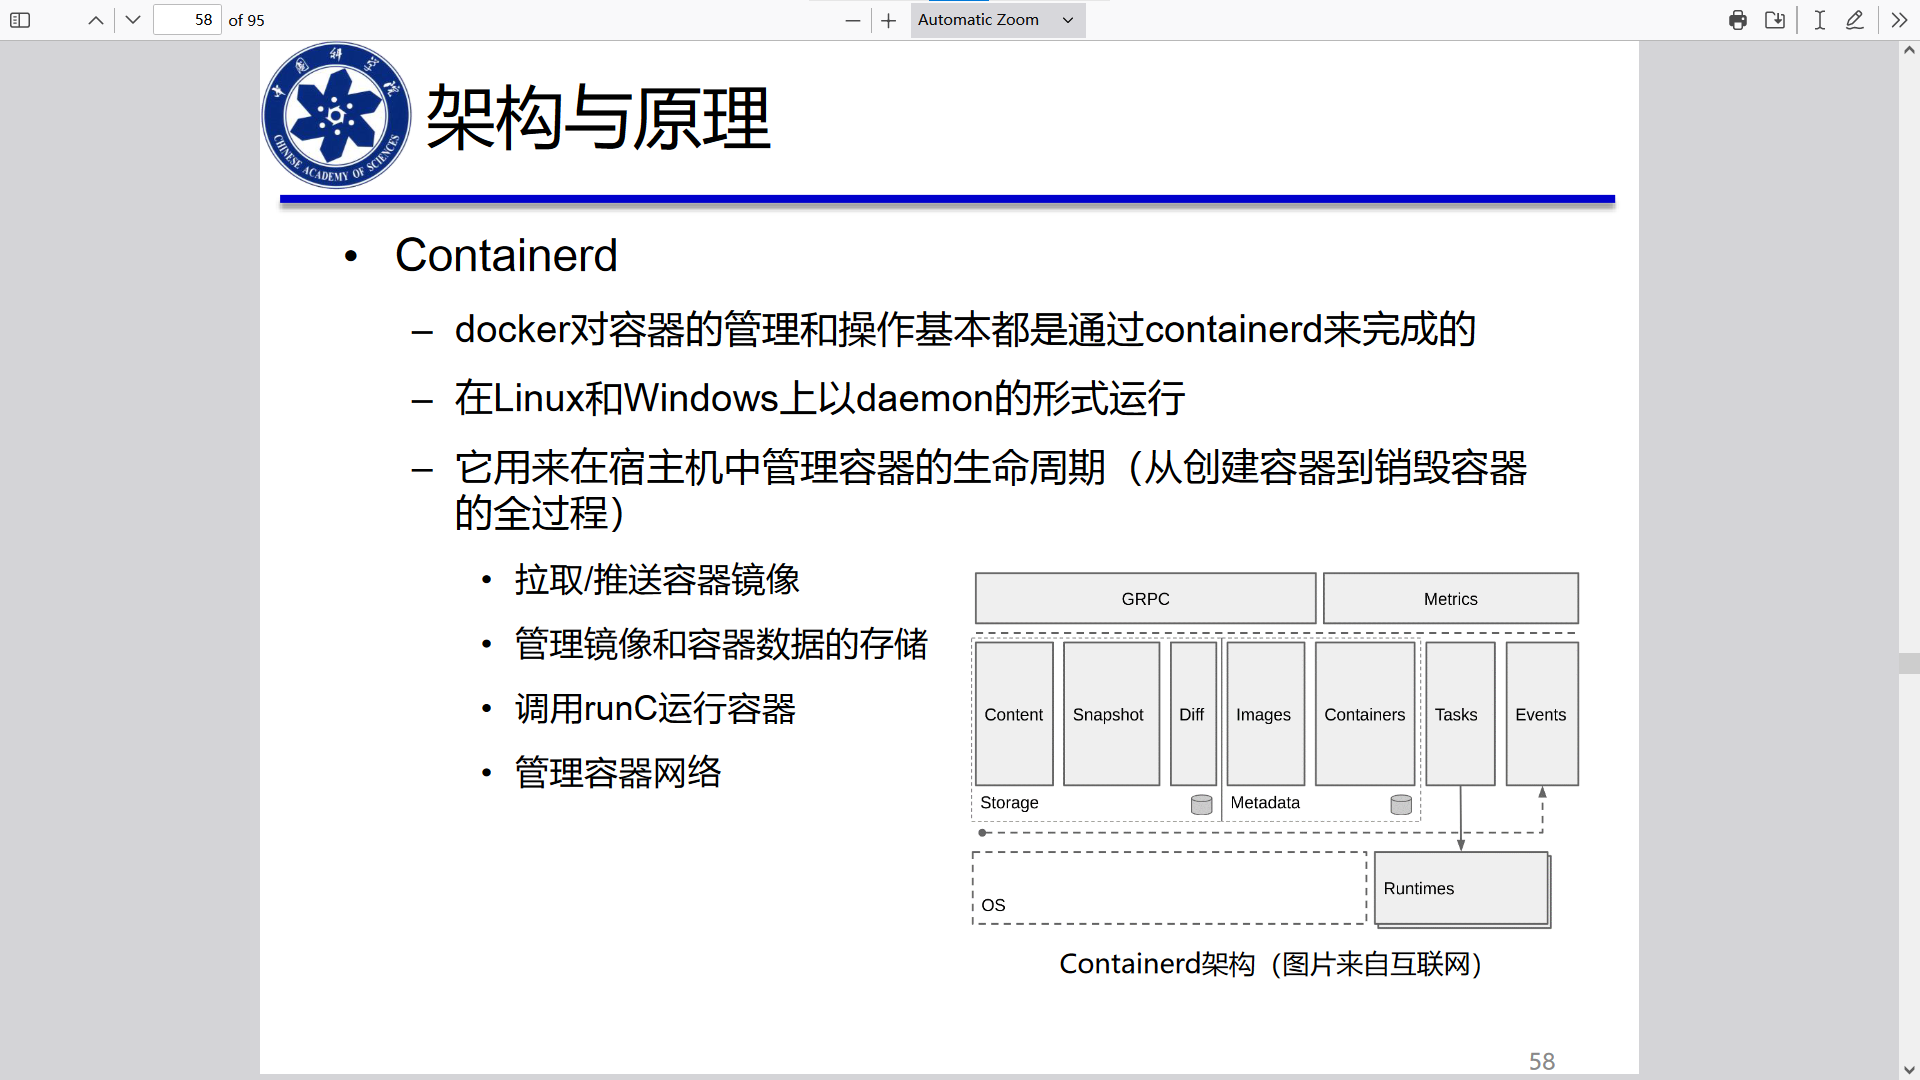 58 of 95
Automatic Zoom
中国科学院
CHINESE ACADEMY OF SCIENCES
架构与原理
• Containerd
– docker对容器的管理和操作基本都是通过containerd来完成的
– 在Linux和Windows上以daemon的形式运行
– 它用来在宿主机中管理容器的生命周期（从创建容器到销毁容器
的全过程）
• 拉取/推送容器镜像
• 管理镜像和容器数据的存储
• 调用runC运行容器
• 管理容器网络
GRPC Metrics
Content Snapshot Diff Images Containers Tasks Events
Storage Metadata
Runtimes
OS
Containerd架构（图片来自互联网）
58